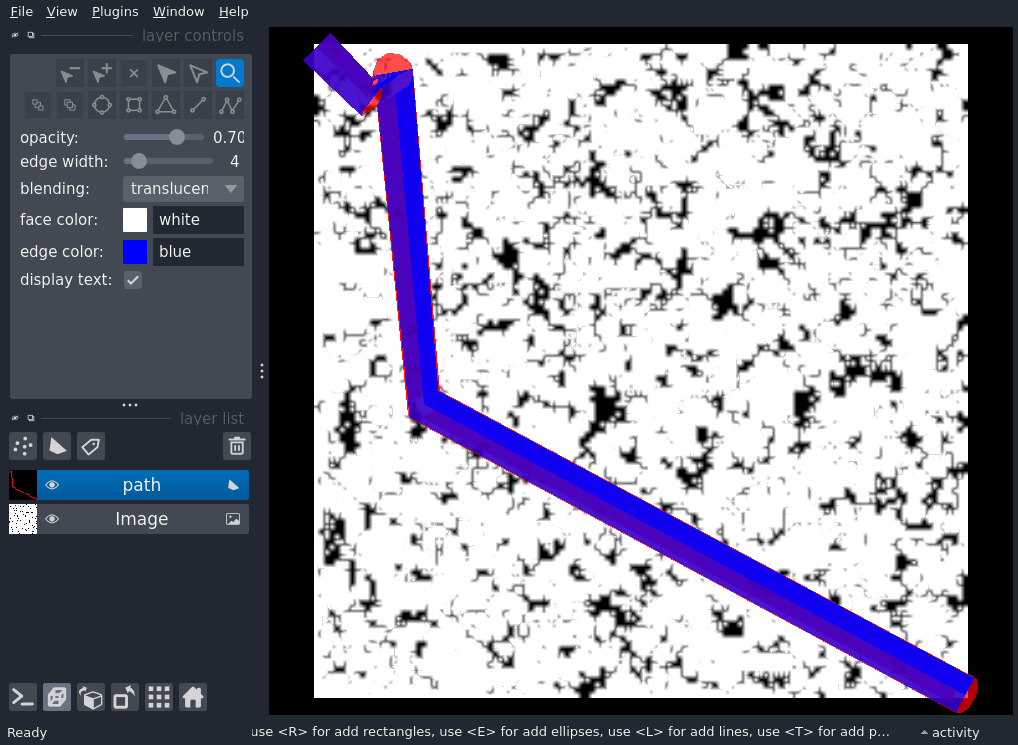 File View Plugins Window Help
layer controls
opacity: 0.70
edge width: 4
blending: translucen
face color: white
edge color: blue
display text:
layer list
path
Image
Ready
use <R> for add rectangles, use <E> for add ellipses, use <L> for add lines, use <T> for add p...
activity